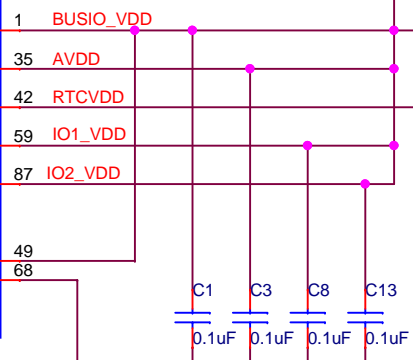 1 BUSIO_VDD
35 AVDD
42 RTCVDD
59 IO1_VDD
87 IO2_VDD
49
68
C1 C3 C8 C13
0.1uF 0.1uF 0.1uF 0.1uF